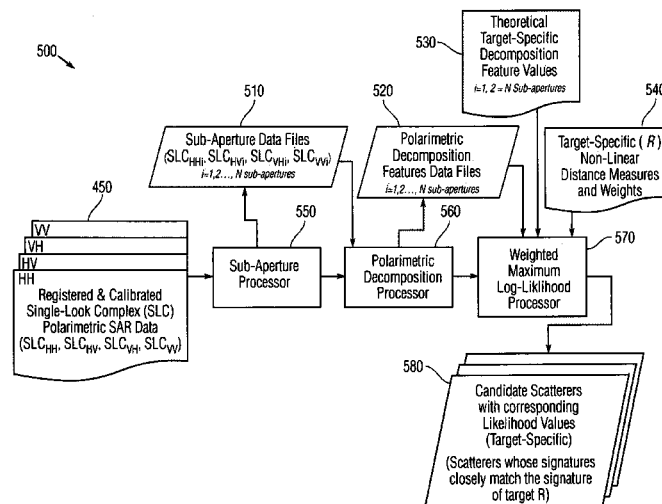 500
510
Sub-Aperture Data Files
(SLCHHi, SLCHVi, SLCVHi, SLCVVi)
i=1,2..., N sub-apertures
520
Polarimetric
Decomposition
Features Data Files
i=1,2..., N sub-apertures
530
Theoretical
Target-Specific
Decomposition
Feature Values
i=1, 2 = N Sub-apertures
540
Target-Specific (R)
Non-Linear
Distance Measures
and Weights
450
VV
VH
HV
HH
Registered & Calibrated
Single-Look Complex (SLC)
Polarimetric SAR Data
(SLCHH, SLCHV, SLCVH, SLCVV)
550
Sub-Aperture
Processor
560
Polarimetric
Decomposition
Processor
570
Weighted
Maximum
Log-Liklihood
Processor
580
Candidate Scatterers
with corresponding
Likelihood Values
(Target-Specific)
(Scatterers whose signatures
closely match the signature
of target R)